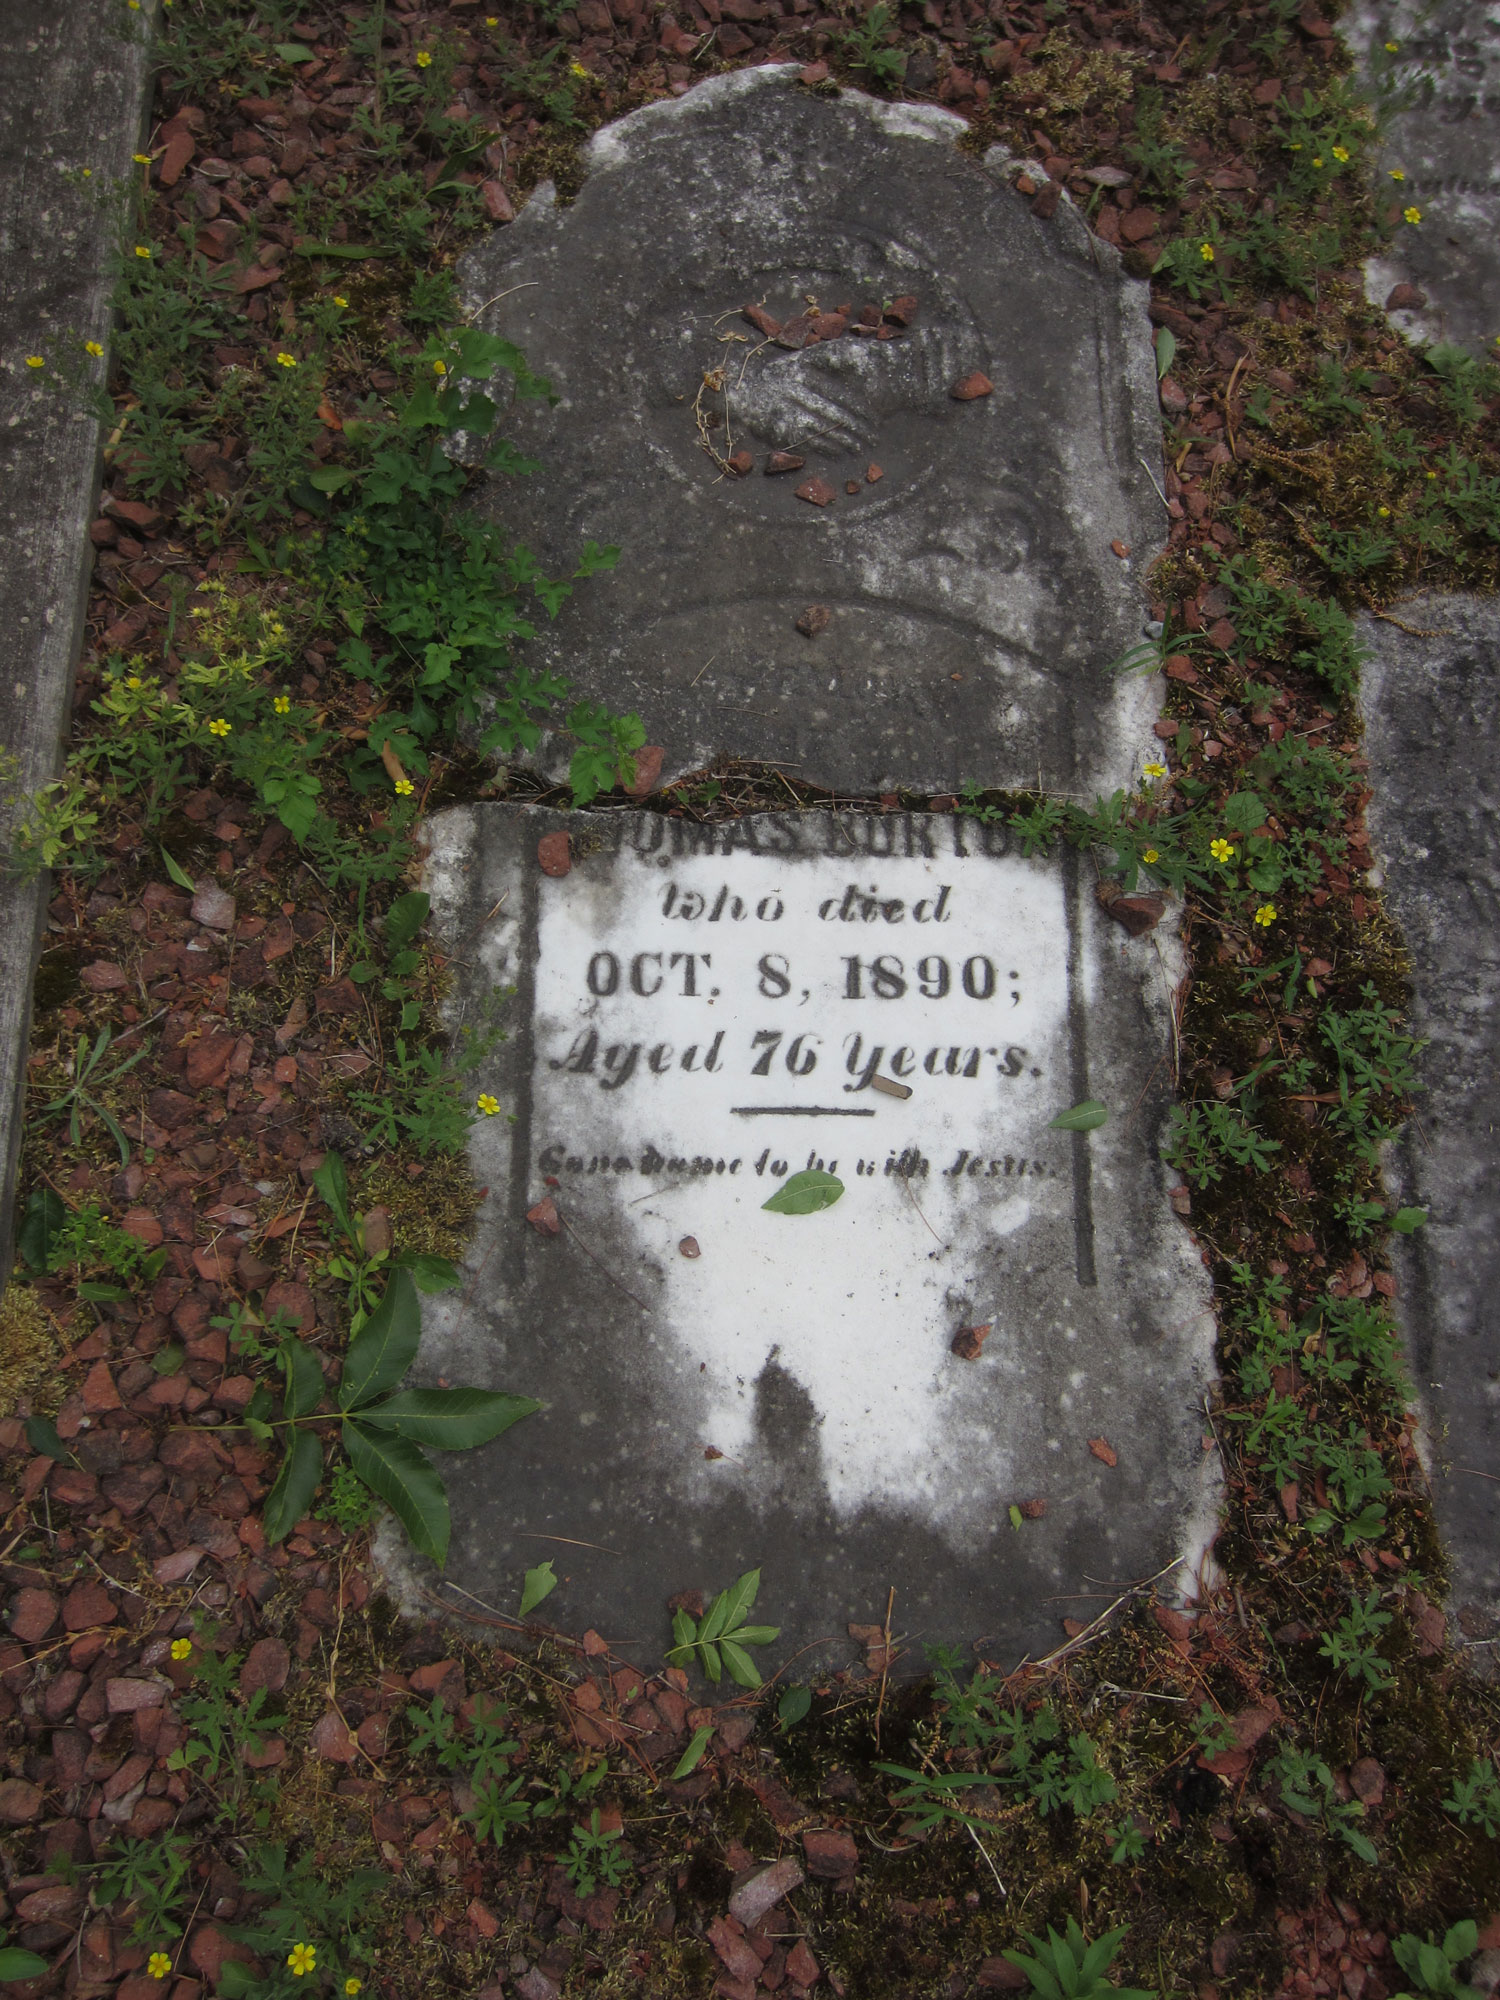 THOMAS BURTON
Who died
OCT. 8, 1890;
Aged 76 Years.
Gone home to be with Jesus.